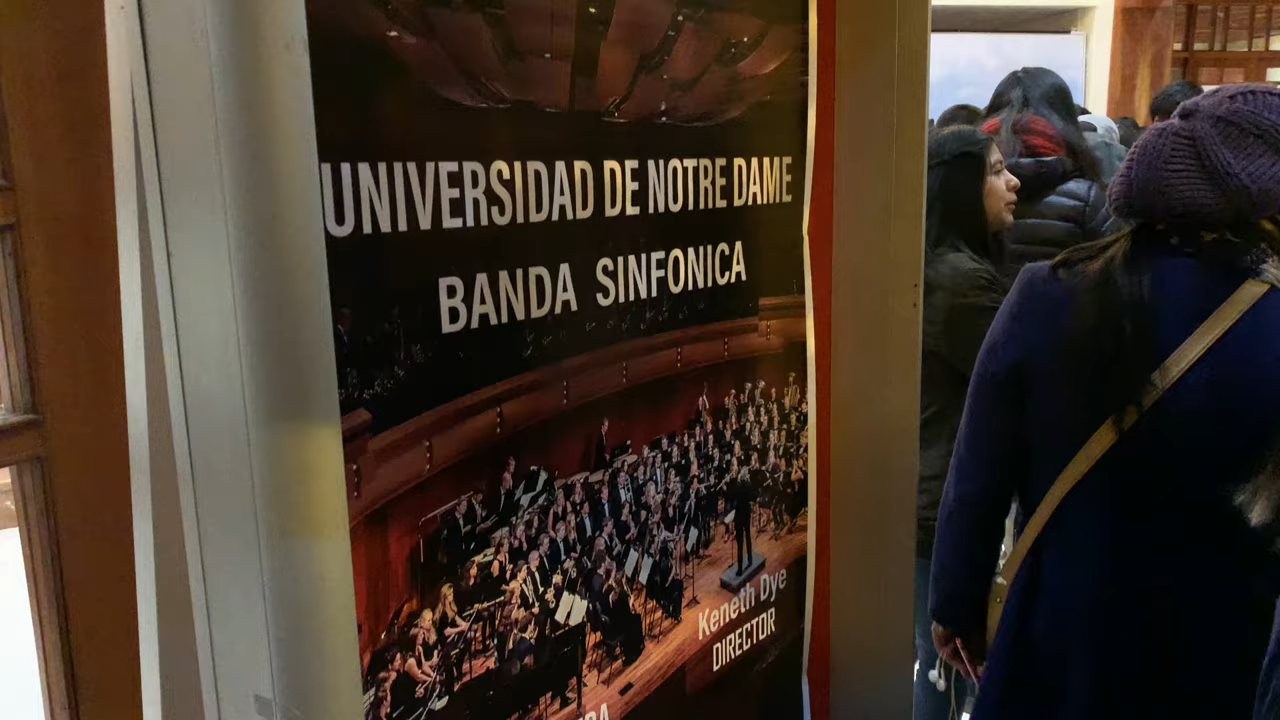 UNIVERSIDAD DE NOTRE DAME
BANDA SINFONICA
Keneth Dye
DIRECTOR